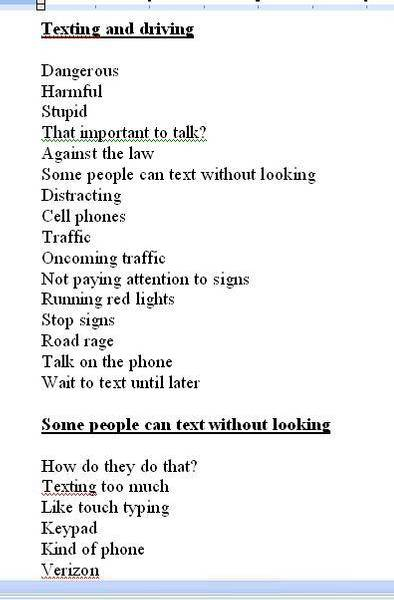 Texting and driving
Dangerous
Harmful
Stupid
That important to talk?
Against the law
Some people can text without looking
Distracting
Cell phones
Traffic
Oncoming traffic
Not paying attention to signs
Running red lights
Stop signs
Road rage
Talk on the phone
Wait to text until later
Some people can text without looking
How do they do that?
Texting too much
Like touch typing
Keypad
Kind of phone
Verizon